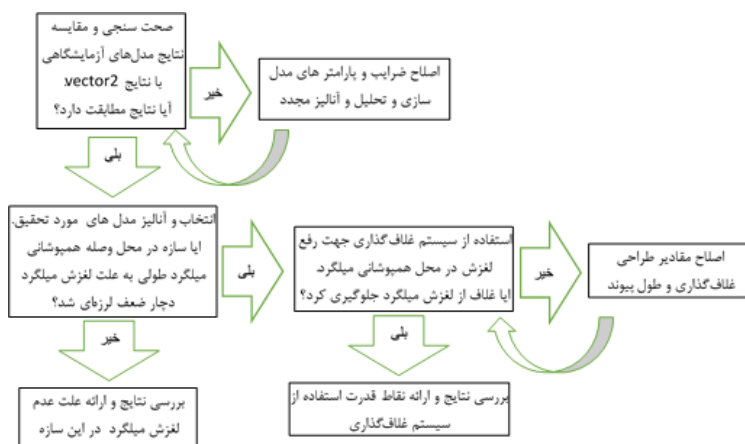 صحت سنجی و مقایسه
نتایج مدل‌های آزمایشگاهی
با نتایج vector2.
آیا نتایج مطابقت دارد؟
خیر
اصلاح ضرایب و پارامتر های مدل
سازی و تحلیل و آنالیز مجدد
بلی
انتخاب و آنالیز مدل های مورد تحقیق.
ایا سازه در محل وصله همپوشانی
میلگرد طولی به علت لغزش میلگرد
دچار ضعف لرزه‌ای شد؟
بلی
استفاده از سیستم غلاف‌گذاری جهت رفع
لغزش در محل همپوشانی میلگرد.
ایا غلاف از لغزش میلگرد جلوگیری کرد؟
خیر
اصلاح مقادیر طراحی
غلاف‌گذاری و طول پیوند
خیر
بررسی نتایج و ارائه علت عدم
لغزش میلگرد در این سازه
بلی
بررسی نتایج و ارائه نقاط قدرت استفاده از
سیستم غلاف‌گذاری